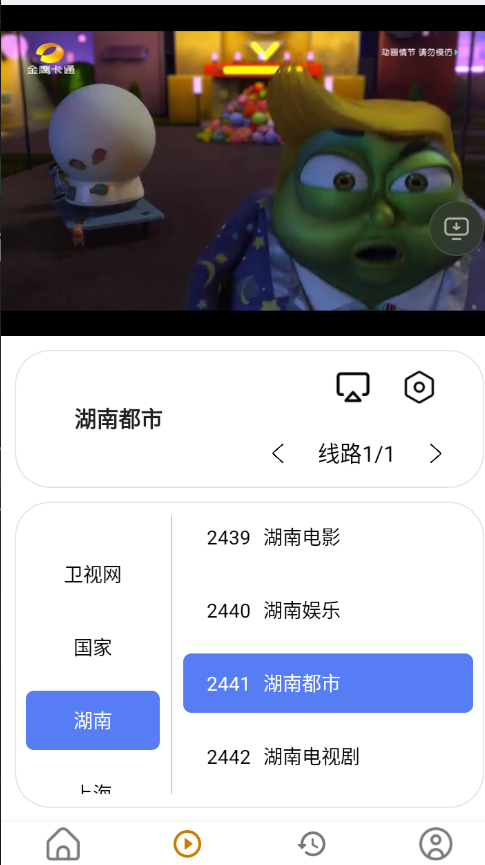 金鹰卡通
动画情节 请勿模仿
湖南都市
线路1/1
卫视网
国家
湖南
上海
2439 湖南电影
2440 湖南娱乐
2441 湖南都市
2442 湖南电视剧